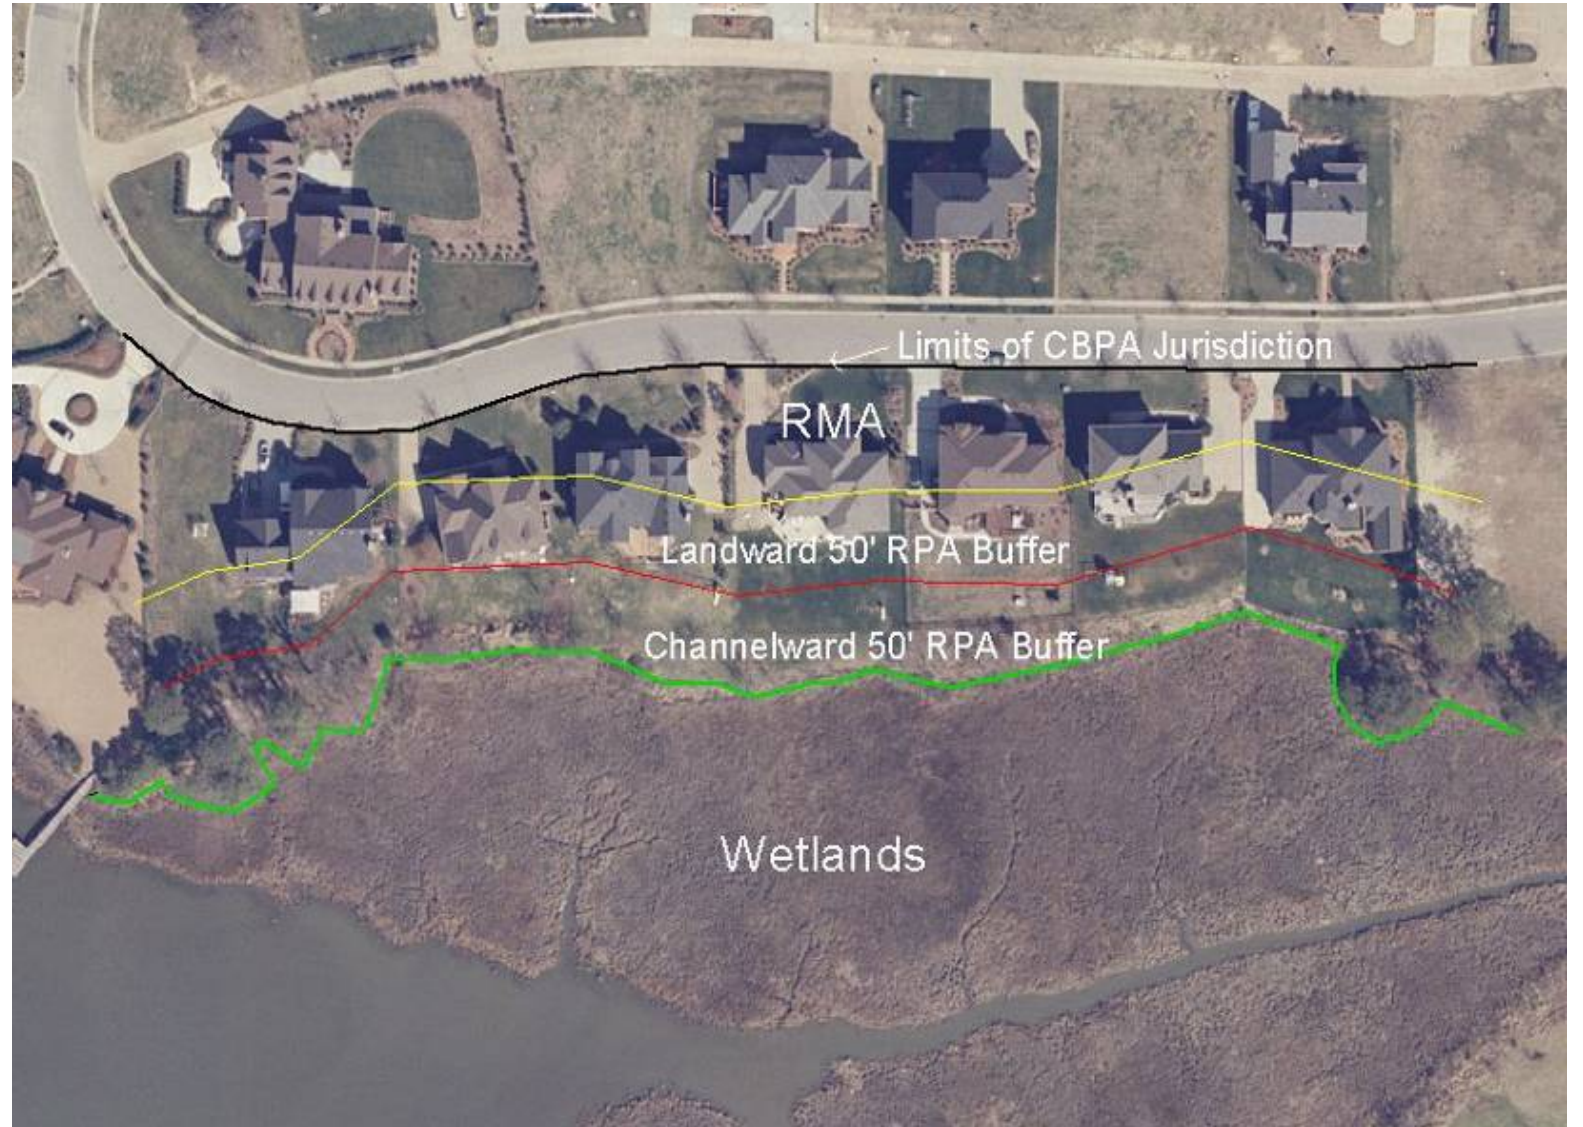 Limits of CBPA Jurisdiction
RMA
Landward 50' RPA Buffer
Channelward 50' RPA Buffer
Wetlands